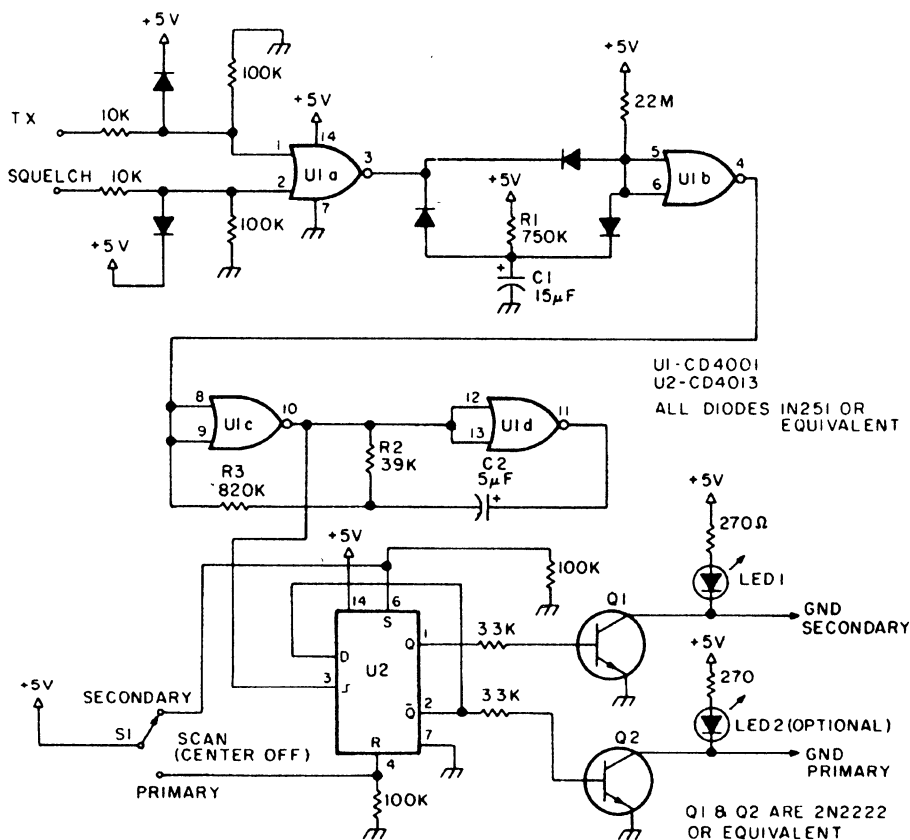 +5V
100K
+5V
+5V
22M
TX
10K
1
14
3
U1a
5
4
6
U1b
SQUELCH
10K
2
7
100K
+5V
+5V
R1
750K
+
C1
15µF
U1-CD4001
U2-CD4013
ALL DIODES IN251 OR
EQUIVALENT
8
9
U1c
10
12
13
U1d
11
R2
39K
R3
820K
C2
5µF
+
+5V
+5V
270Ω
LED1
14
6
S
100K
Q1
D
Q
1
33K
GND
SECONDARY
U2
3
+5V
270
Q̅
2
33K
LED2(OPTIONAL)
7
R
4
Q2
GND
PRIMARY
+5V
SECONDARY
S1
SCAN
(CENTER OFF)
PRIMARY
100K
Q1 & Q2 ARE 2N2222
OR EQUIVALENT